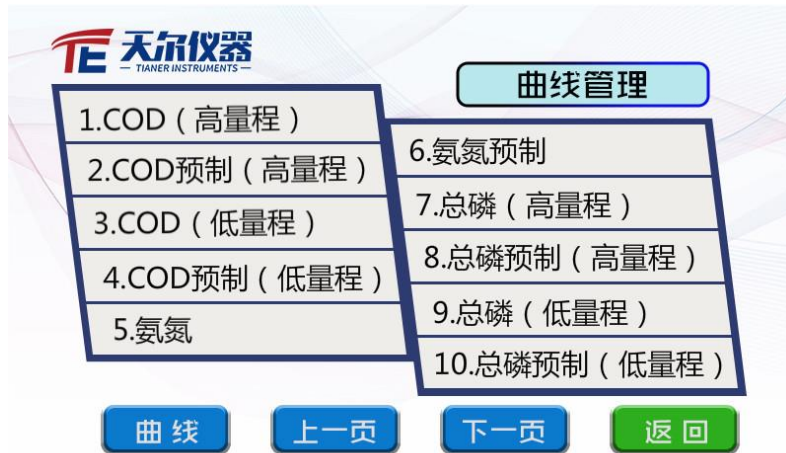 天尔仪器
TIANER INSTRUMENTS
曲线管理
1.COD（高量程）
2.COD预制（高量程）
3.COD（低量程）
4.COD预制（低量程）
5.氨氮
6.氨氮预制
7.总磷（高量程）
8.总磷预制（高量程）
9.总磷（低量程）
10.总磷预制（低量程）
曲线
上一页
下一页
返回